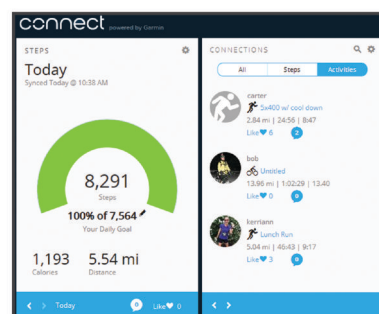 connect powered by Garmin
STEPS
Today
Synced Today @ 10:38 AM
8,291
Steps
100% of 7,564
Your Daily Goal
1,193
Calories
5.54 mi
Distance
< > Today 0 Like 0
CONNECTIONS
All Steps Activities
carter
5x400 w/ cool down
2.84 mi | 24:56 | 8:47
Like 6 2
bob
Untitled
13.96 mi | 1:02:29 | 13.40
Like 0 0
kerriann
Lunch Run
5.04 mi | 46:43 | 9:17
Like 3 0
< >